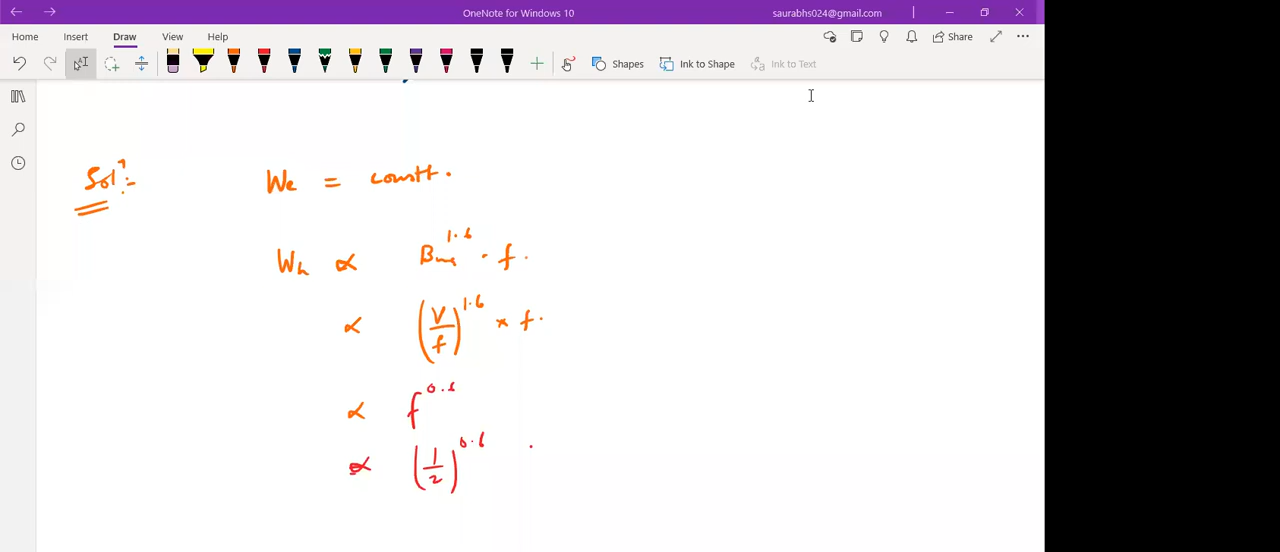 OneNote for Windows 10
saurabhs024@gmail.com
Home Insert Draw View Help
Share
Shapes Ink to Shape Ink to Text
Solⁿ:-
We = constt.
Wh ∝ Bm^1.6 · f.
∝ (V/f)^1.6 × f.
∝ f^0.6
∝ (1/2)^0.6